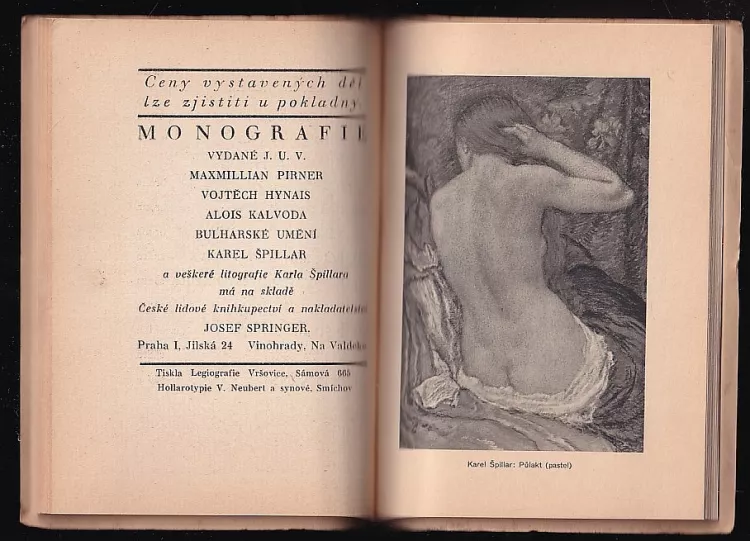 Ceny vystavených děl
lze zjistiti u pokladny.
MONOGRAFIE
VYDANÉ J. U. V.
MAXMILLIAN PIRNER
VOJTĚCH HYNAIS
ALOIS KALVODA
BULHARSKÉ UMĚNÍ
KAREL ŠPILLAR
a veškeré litografie Karla Špillara
má na skladě
České lidové knihkupectví a nakladatelství
JOSEF SPRINGER.
Praha I, Jilská 24 Vinohrady, Na
Tiskla Legiografie Vršovice, Sámová 665
Hollarotypie V. Neubert a synové, Smíchov
Karel Špillar: Půlakt (pastel)